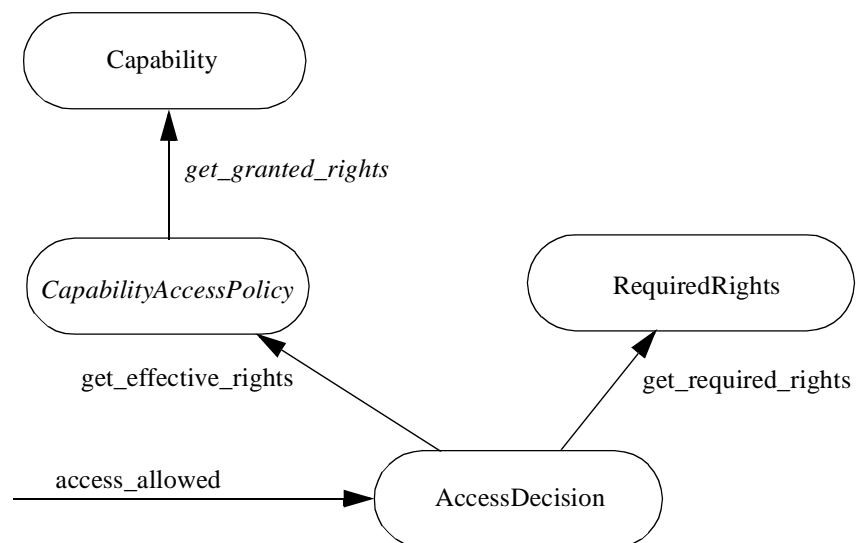 Capability
get_granted_rights
CapabilityAccessPolicy
RequiredRights
get_effective_rights
get_required_rights
access_allowed
AccessDecision